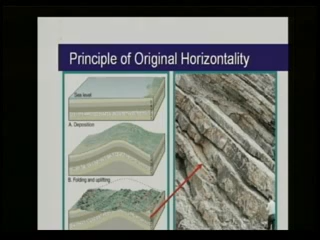 Principle of Original Horizontality
Sea level
A. Deposition
B. Folding and uplifting